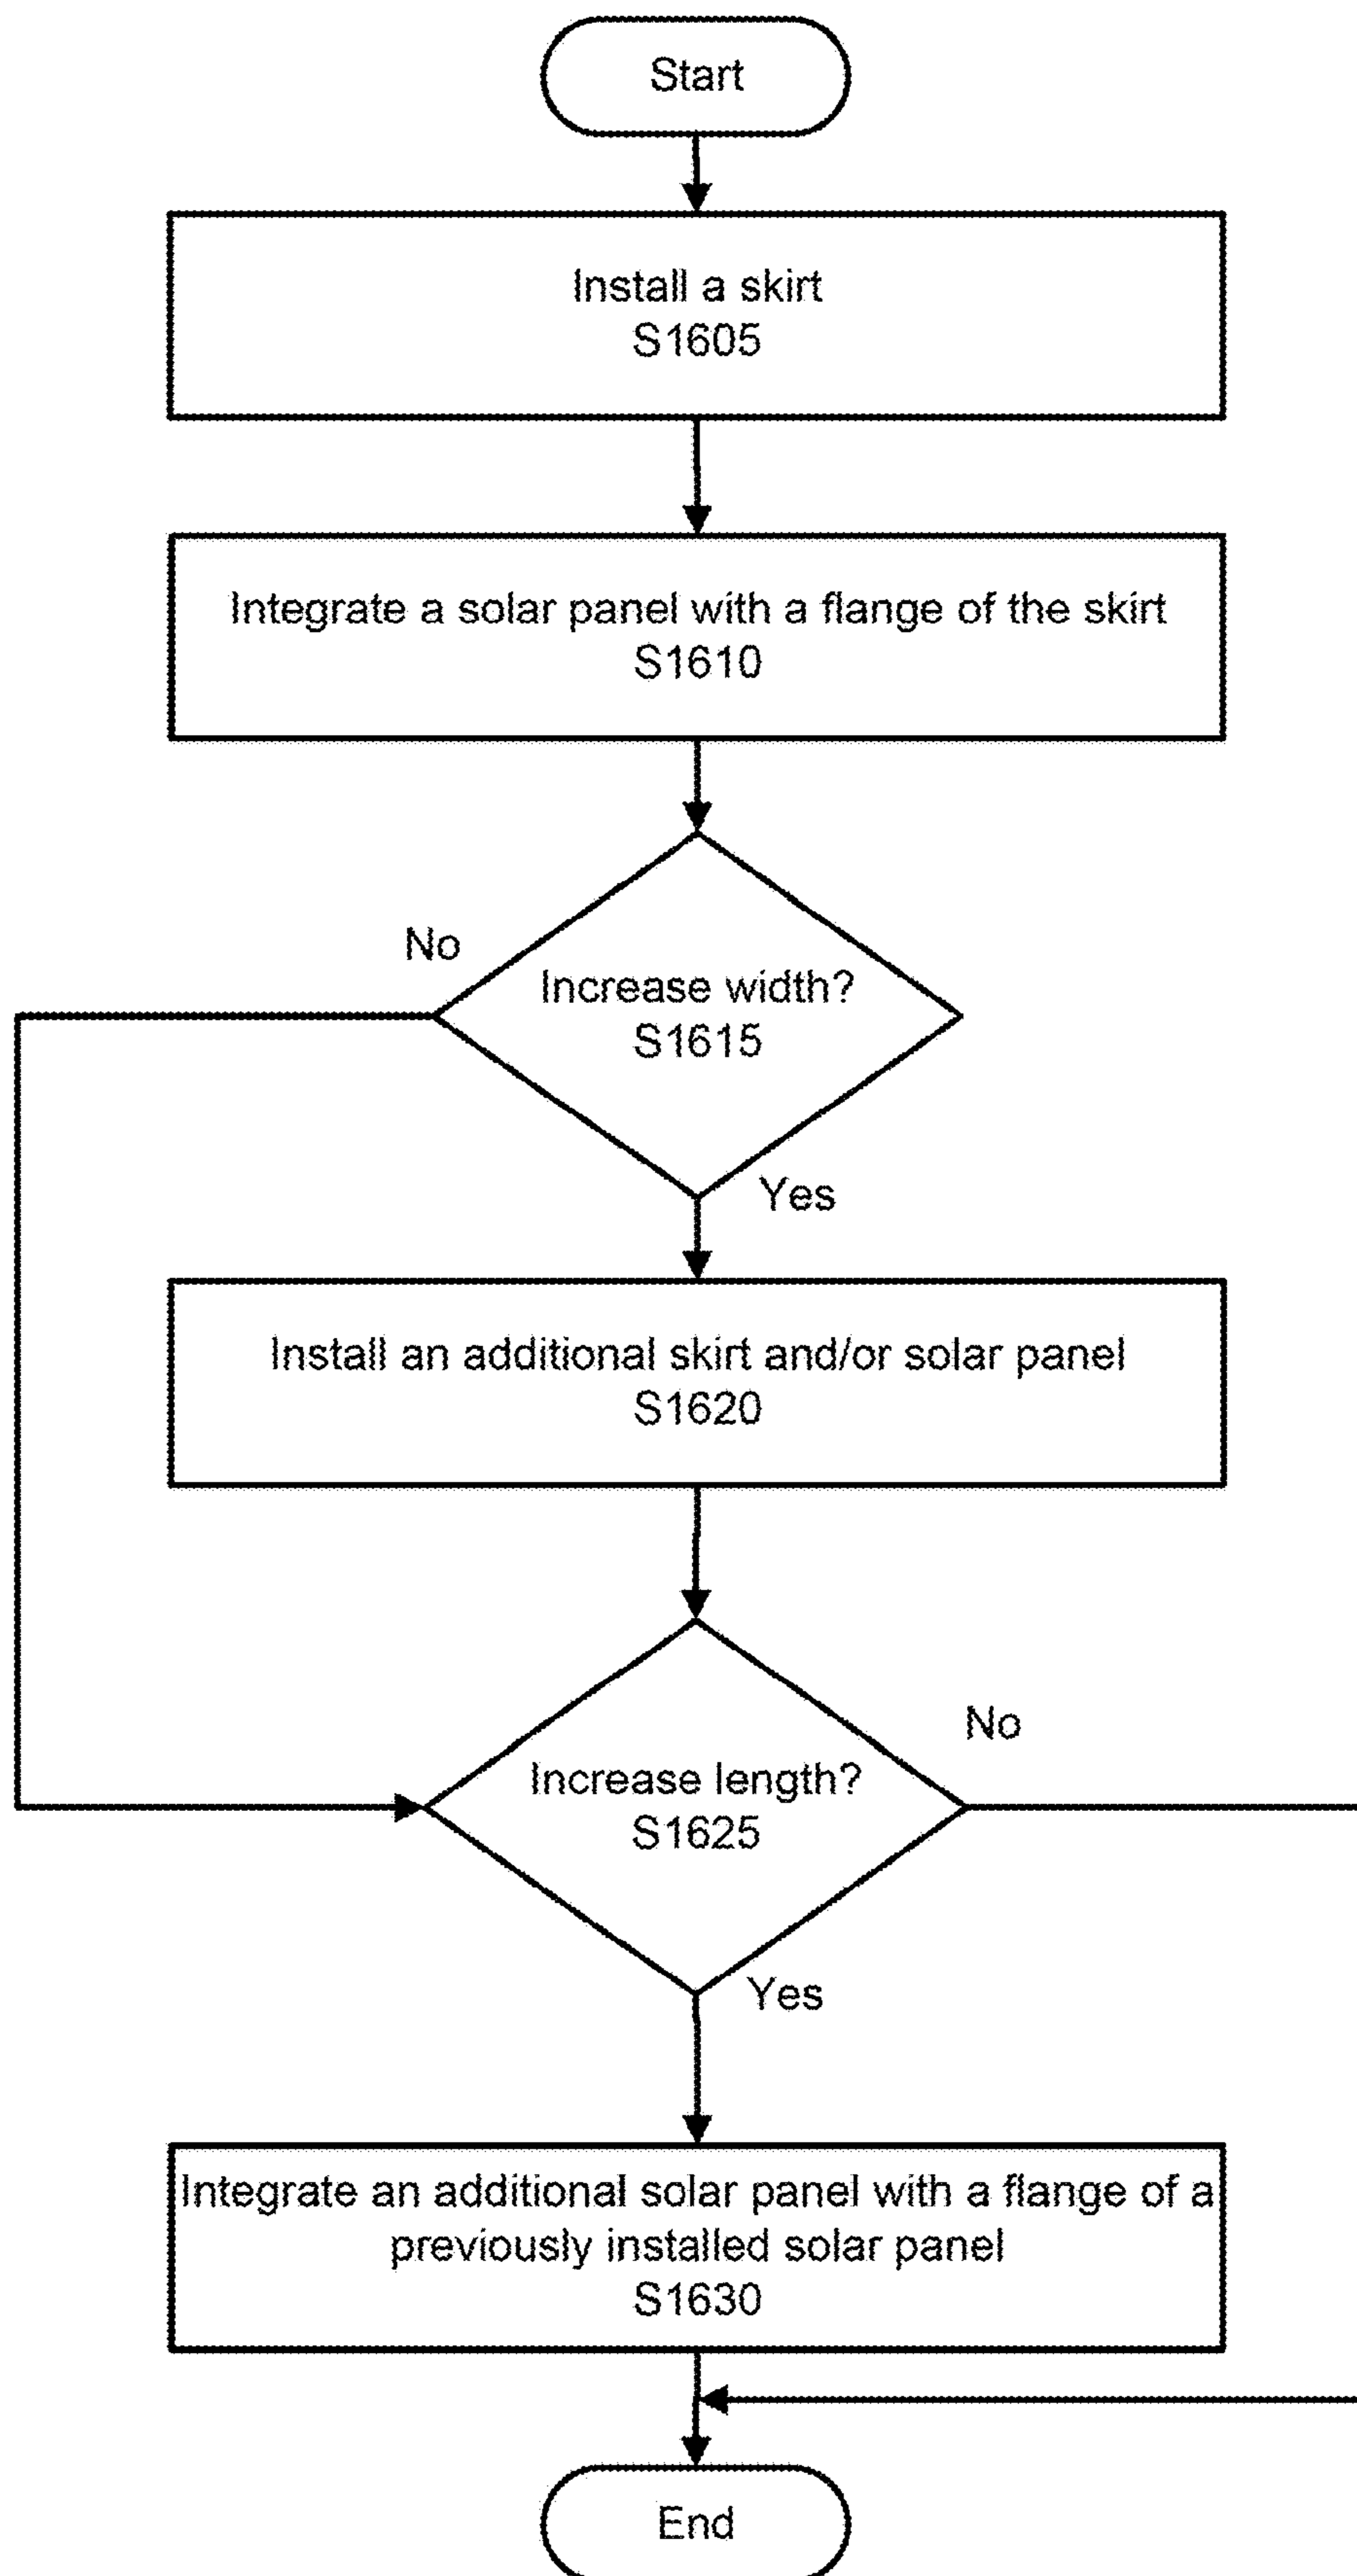 Start
Install a skirt
S1605
Integrate a solar panel with a flange of the skirt
S1610
No
Increase width?
S1615
Yes
Install an additional skirt and/or solar panel
S1620
No
Increase length?
S1625
Yes
Integrate an additional solar panel with a flange of a
previously installed solar panel
S1630
End